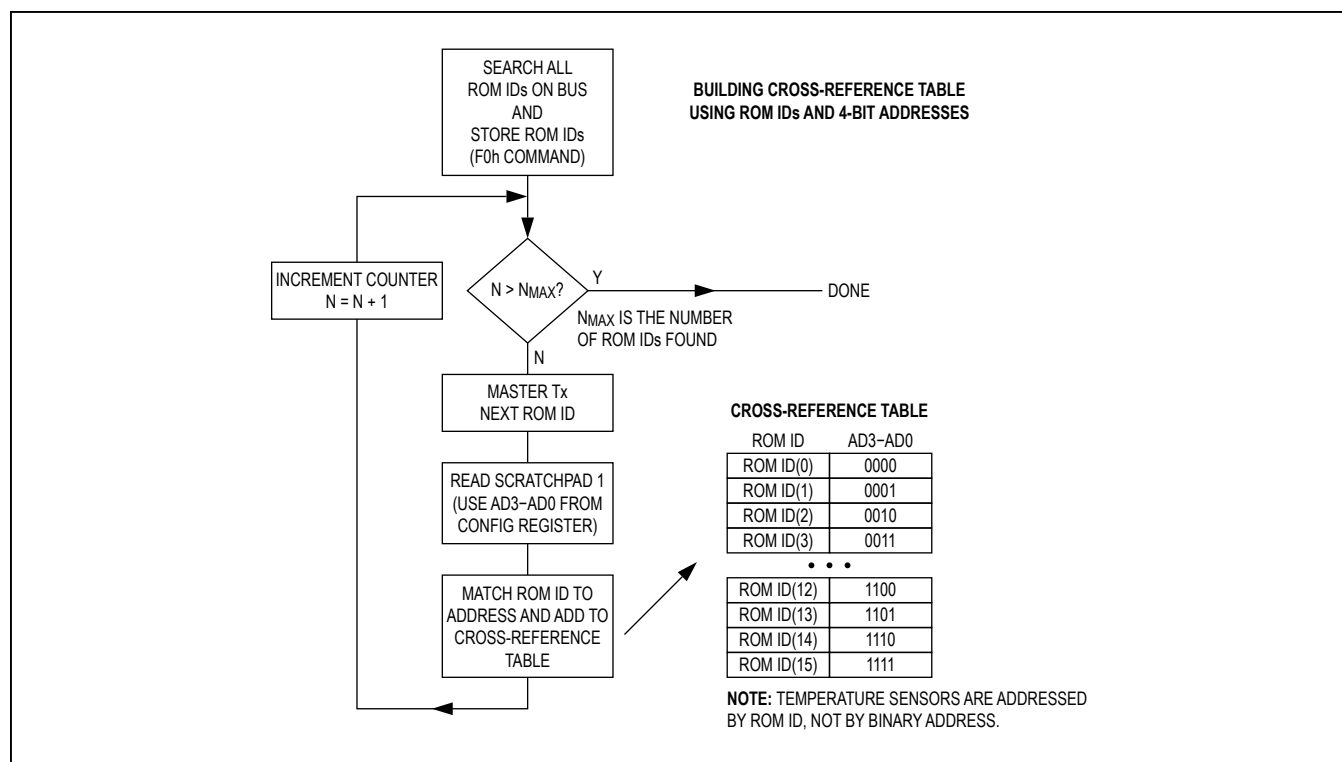 SEARCH ALL
ROM IDs ON BUS
AND
STORE ROM IDs
(F0h COMMAND)
BUILDING CROSS-REFERENCE TABLE
USING ROM IDs AND 4-BIT ADDRESSES
INCREMENT COUNTER
N = N + 1
N > NMAX?
Y
DONE
NMAX IS THE NUMBER
OF ROM IDs FOUND
N
MASTER Tx
NEXT ROM ID
READ SCRATCHPAD 1
(USE AD3–AD0 FROM
CONFIG REGISTER)
MATCH ROM ID TO
ADDRESS AND ADD TO
CROSS-REFERENCE
TABLE
CROSS-REFERENCE TABLE
ROM ID AD3–AD0
ROM ID(0) 0000
ROM ID(1) 0001
ROM ID(2) 0010
ROM ID(3) 0011
• • •
ROM ID(12) 1100
ROM ID(13) 1101
ROM ID(14) 1110
ROM ID(15) 1111
NOTE: TEMPERATURE SENSORS ARE ADDRESSED
BY ROM ID, NOT BY BINARY ADDRESS.